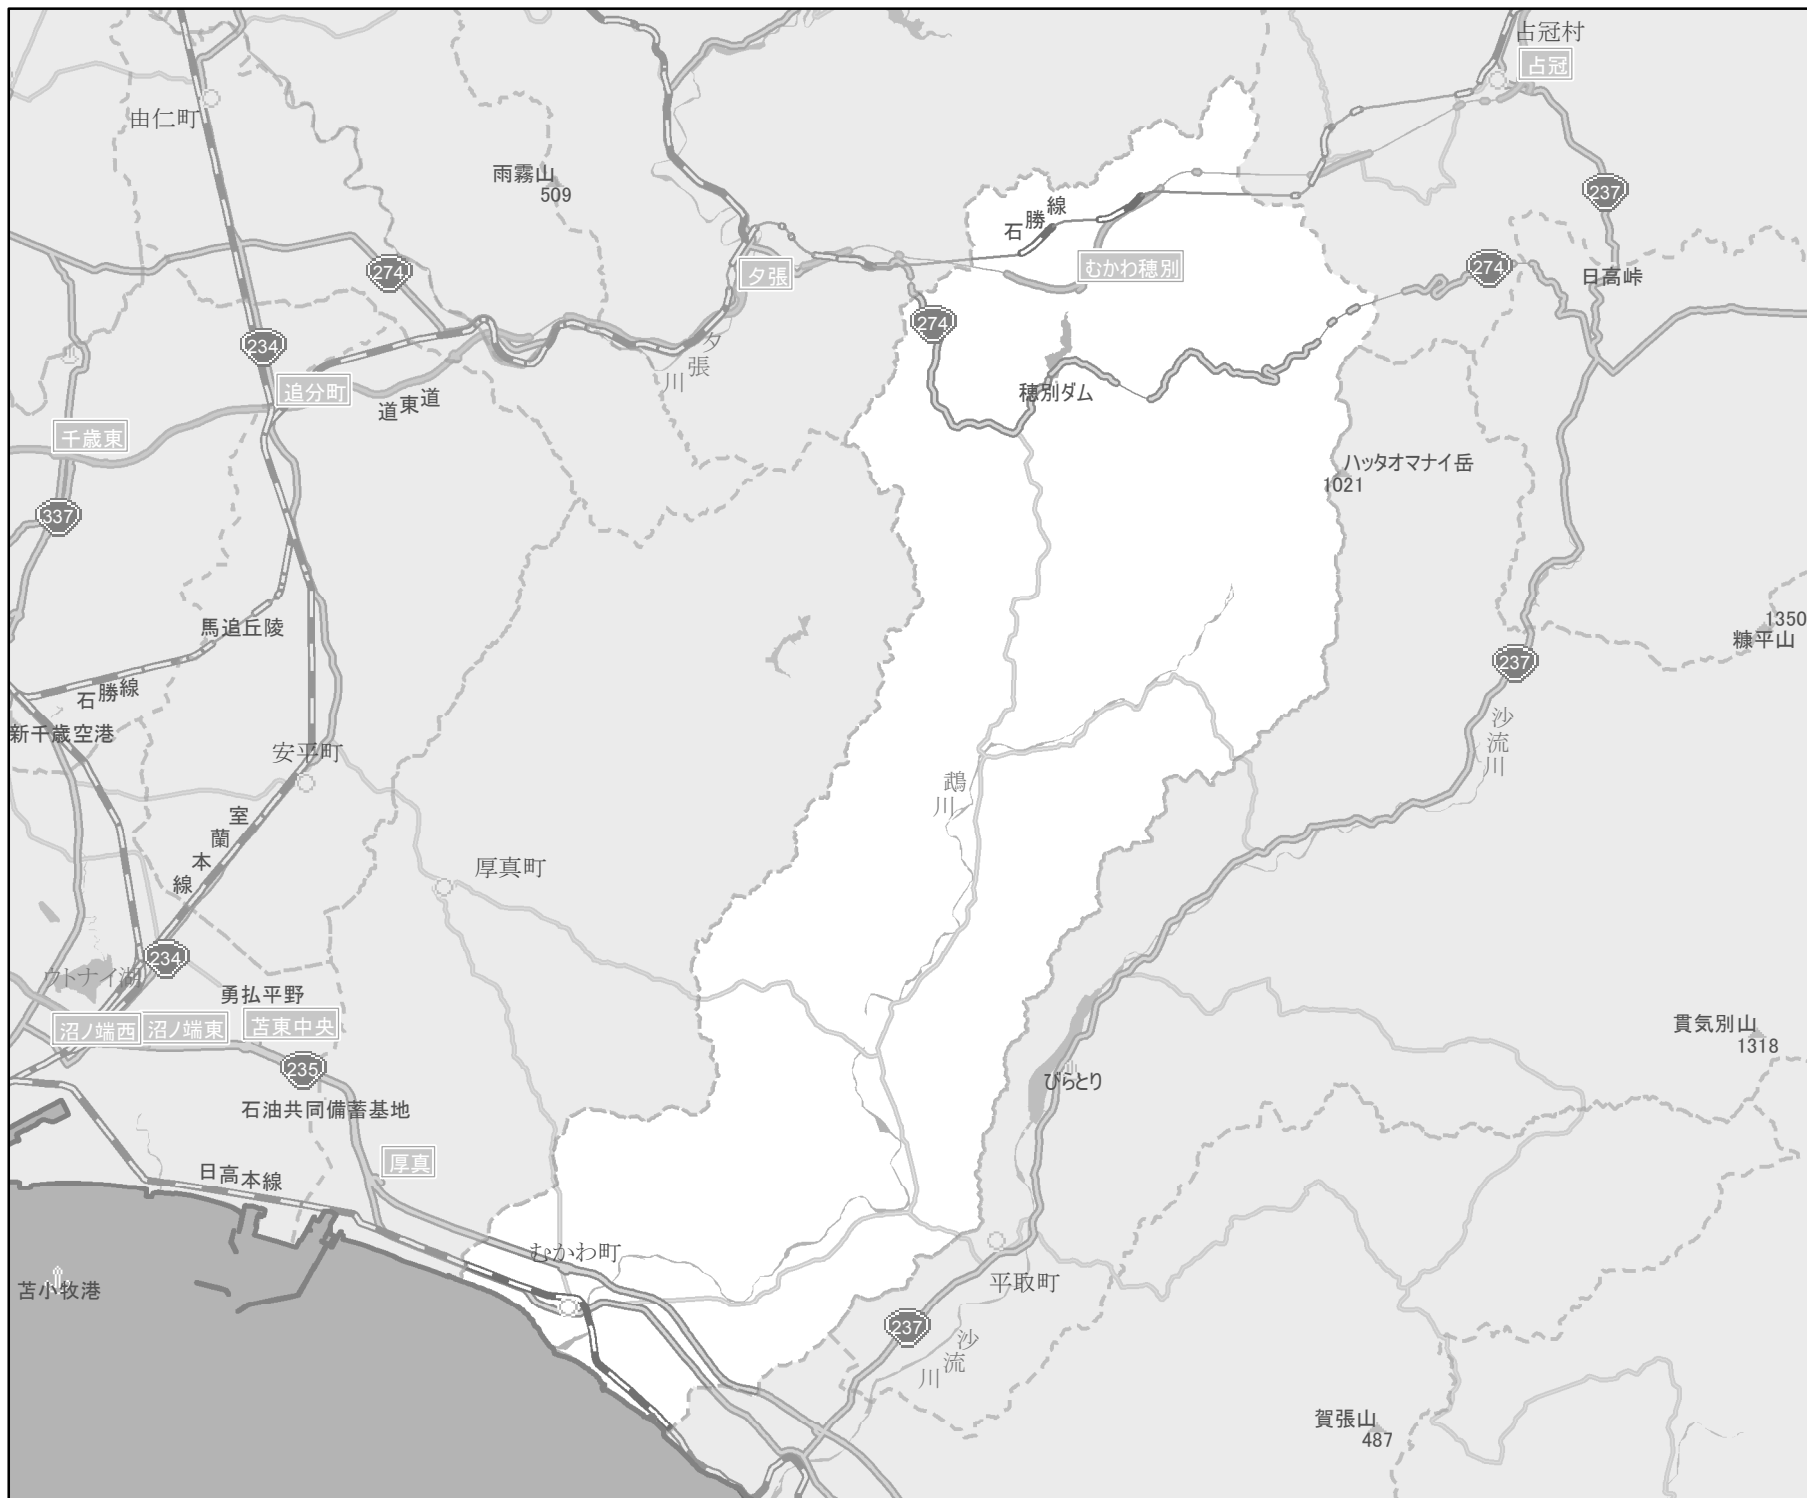 占冠村
占冠
由仁町
雨霧山
509
237
石勝線
274
夕張
むかわ穂別
274
日高峠
274
234
夕張川
追分町
道東道
穂別ダム
千歳東
ハッタオマナイ岳
1021
337
馬追丘陵
1350
糠平山
237
石勝線
沙流川
新千歳空港
安平町
鵡川
室蘭本線
厚真町
234
ウトナイ湖
勇払平野
沼ノ端西
沼ノ端東
苫東中央
貫気別山
1318
235
びらとり
石油共同備蓄基地
厚真
日高本線
むかわ町
苫小牧港
平取町
237
沙流川
賀張山
487